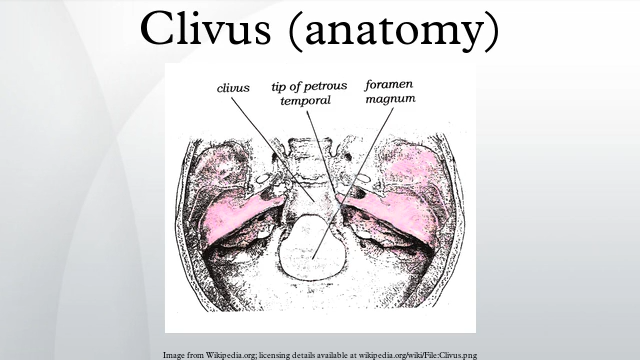 Clivus (anatomy)
clivus
tip of petrous
temporal
foramen
magnum
Image from Wikipedia.org; licensing details available at wikipedia.org/wiki/File:Clivus.png